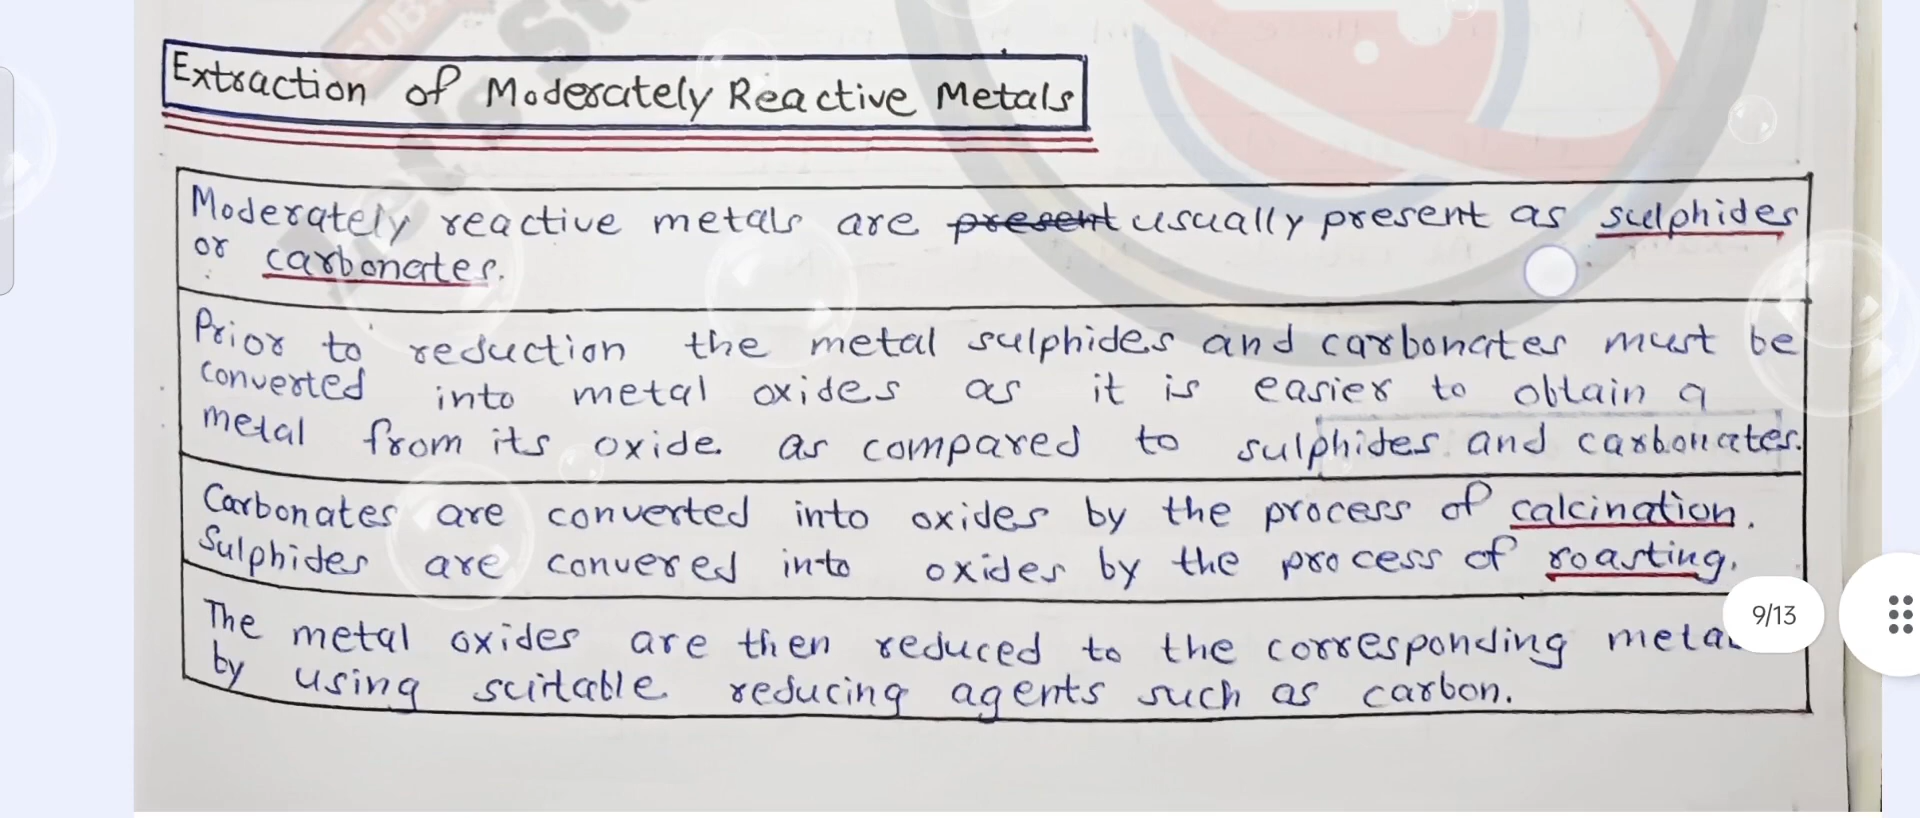 Extraction of Moderately Reactive Metals
Moderately reactive metals are present usually present as sulphides
or carbonates.
Prior to reduction the metal sulphides and carbonates must be
converted into metal oxides as it is easier to obtain a
metal from its oxide as compared to sulphides and carbonates.
Carbonates are converted into oxides by the process of calcination.
Sulphides are convered into oxides by the process of roasting.
9/13
The metal oxides are then reduced to the corresponding
by using suitable reducing agents such as carbon.